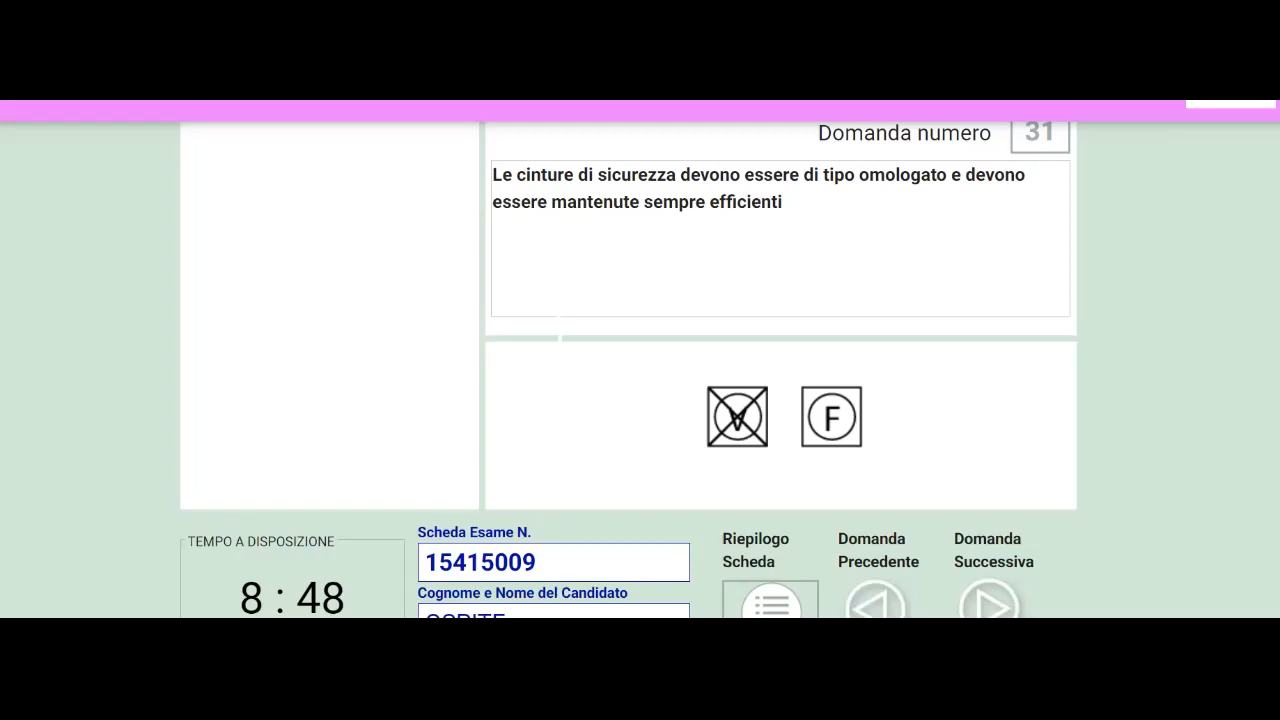 Domanda numero 31
Le cinture di sicurezza devono essere di tipo omologato e devono
essere mantenute sempre efficienti
V F
TEMPO A DISPOSIZIONE
8 : 48
Scheda Esame N.
15415009
Cognome e Nome del Candidato
Riepilogo
Scheda
Domanda
Precedente
Domanda
Successiva